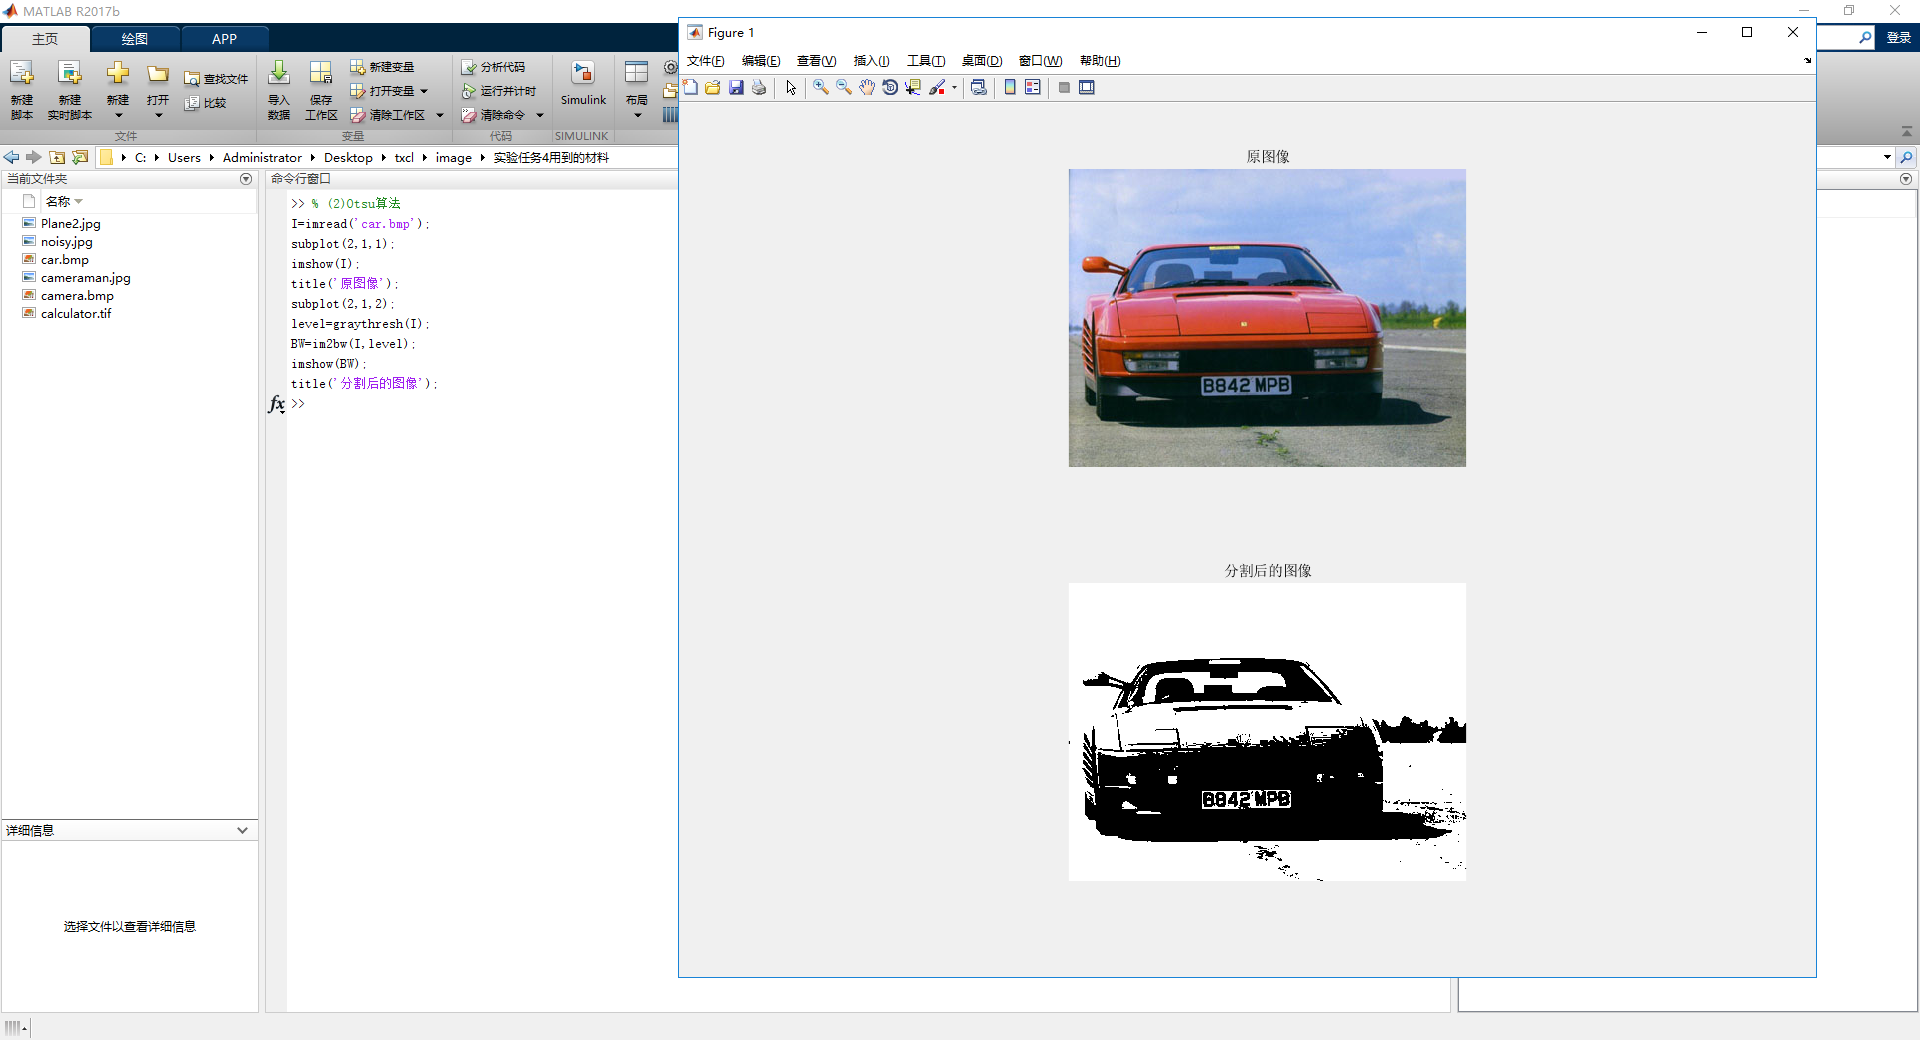 MATLAB R2017b
主页 绘图 APP
新建脚本
新建实时脚本
新建
打开
查找文件
比较
文件
导入数据
保存工作区
新建变量
打开变量
清除工作区
变量
分析代码
运行并计时
清除命令
代码
Simulink
SIMULINK
布局
登录
C: Users Administrator Desktop txcl image 实验任务4用到的材料
当前文件夹
名称
Plane2.jpg
noisy.jpg
car.bmp
cameraman.jpg
camera.bmp
calculator.tif
详细信息
选择文件以查看详细信息
命令行窗口
>> % (2)Otsu算法
I=imread('car.bmp');
subplot(2,1,1);
imshow(I);
title('原图像');
subplot(2,1,2);
level=graythresh(I);
BW=im2bw(I,level);
imshow(BW);
title('分割后的图像');
fx >>
Figure 1
文件(F) 编辑(E) 查看(V) 插入(I) 工具(T) 桌面(D) 窗口(W) 帮助(H)
原图像
B842 MPB
分割后的图像
B842 MPB